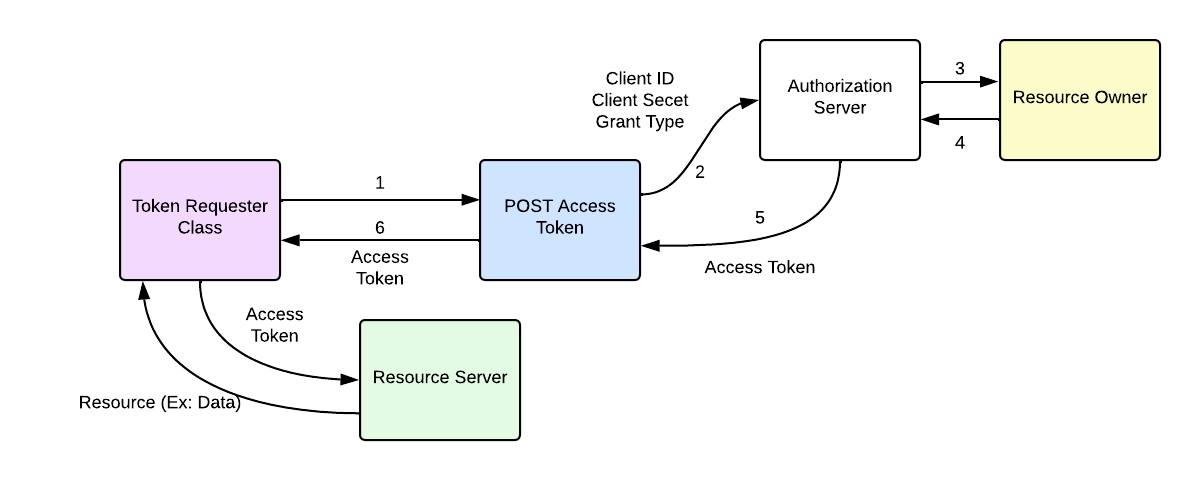 Client ID
Client Secet
Grant Type
Authorization
Server
3
Resource Owner
4
2
Token Requester
Class
1
6
Access
Token
POST Access
Token
5
Access Token
Access
Token
Resource Server
Resource (Ex: Data)